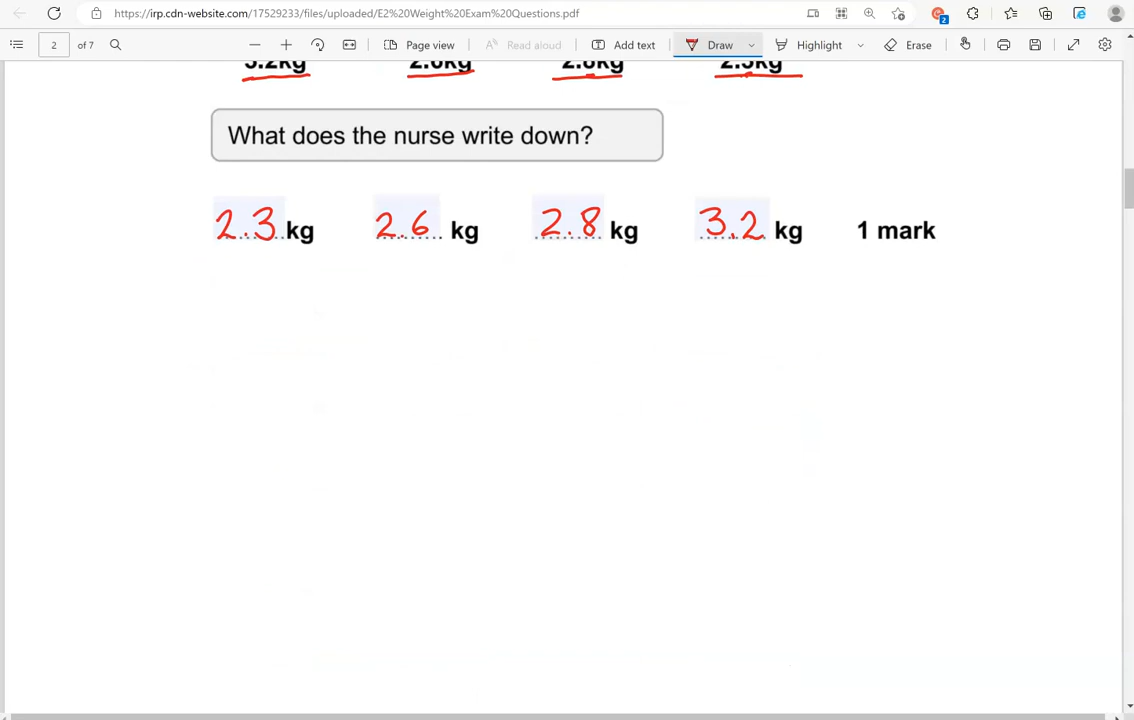 https://irp.cdn-website.com/17529233/files/uploaded/E2%20Weight%20Exam%20Questions.pdf
2
2 of 7 Page view Read aloud Add text Draw Highlight Erase
3.2kg 2.6kg 2.8kg 2.3kg
What does the nurse write down?
2.3 kg 2.6 kg 2.8 kg 3.2 kg 1 mark